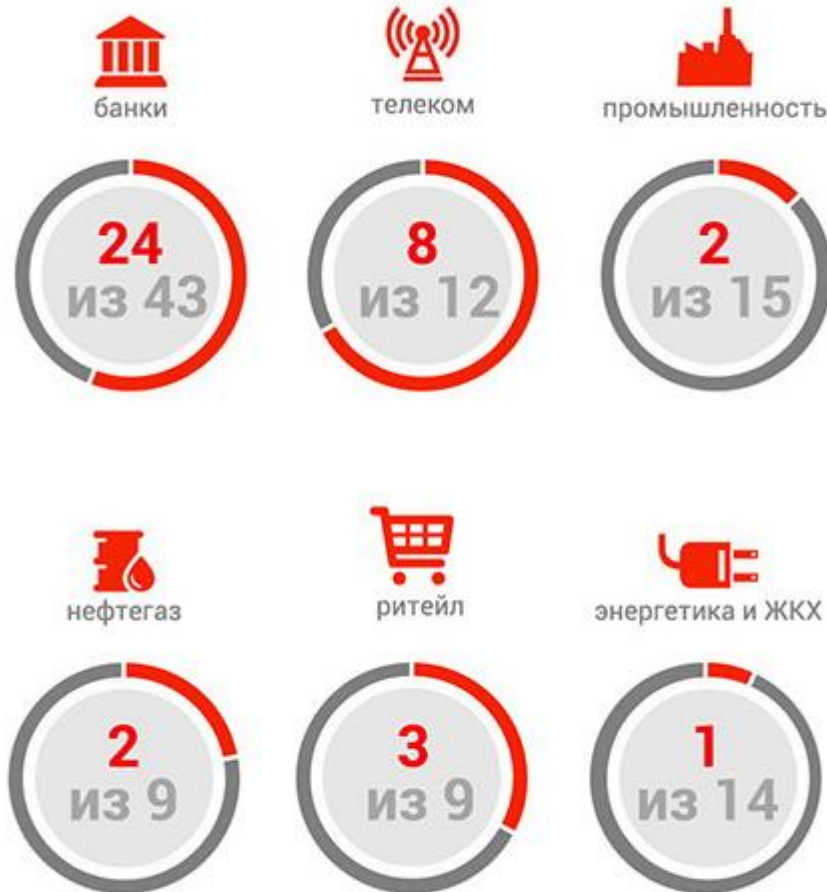 банки
телеком
промышленность
24
из 43
8
из 12
2
из 15
нефтегаз
ритейл
энергетика и ЖКХ
2
из 9
3
из 9
1
из 14